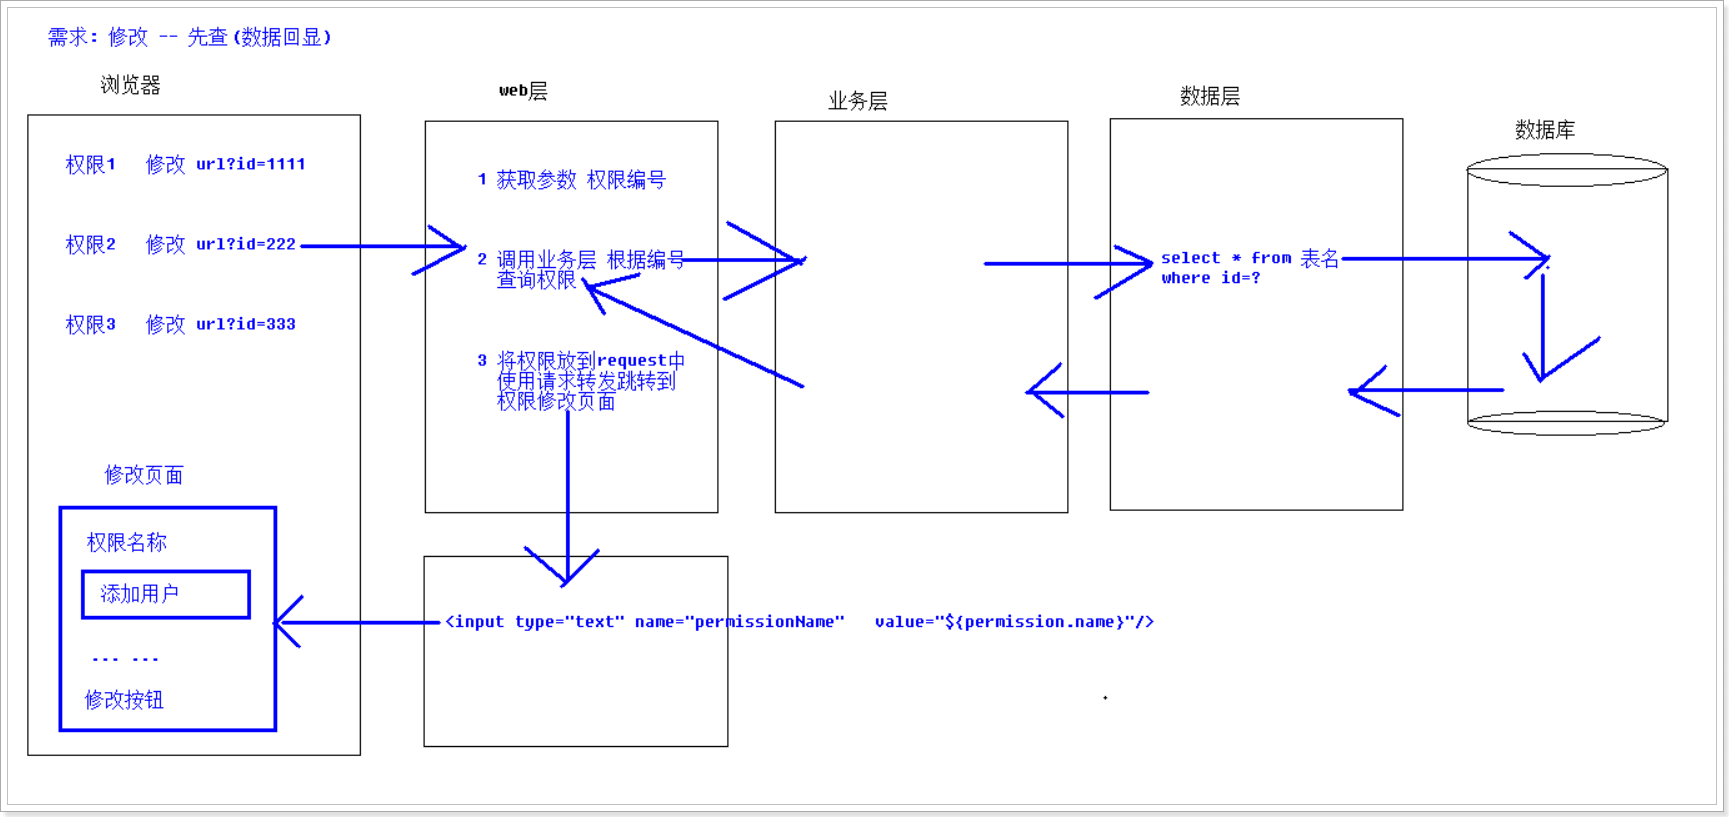 需求: 修改 -- 先查(数据回显)
浏览器
web层
业务层
数据层
数据库
权限1 修改 url?id=1111
权限2 修改 url?id=222
权限3 修改 url?id=333
1 获取参数 权限编号
2 调用业务层 根据编号
查询权限
3 将权限放到request中
使用请求转发跳转到
权限修改页面
select * from 表名
where id=?
修改页面
权限名称
添加用户
... ...
修改按钮
<input type="text" name="permissionName" value="${permission.name}"/>